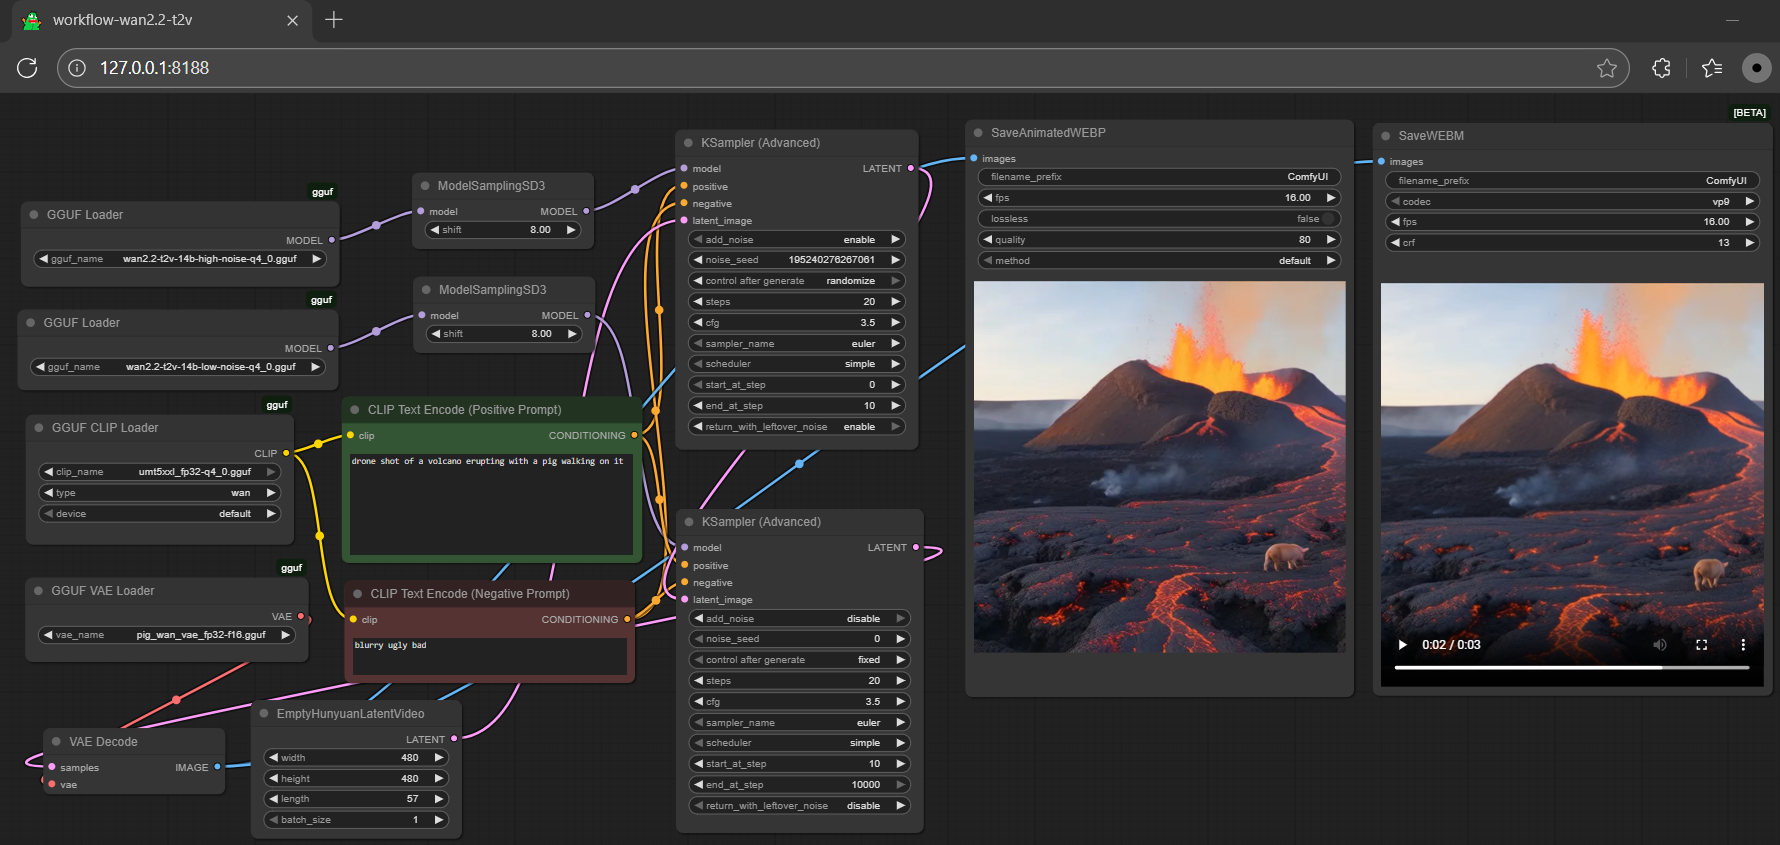 workflow-wan2.2-t2v
127.0.0.1:8188
gguf
GGUF Loader
MODEL
gguf_name wan2.2-t2v-14b-high-noise-q4_0.gguf
gguf
GGUF Loader
MODEL
gguf_name wan2.2-t2v-14b-low-noise-q4_0.gguf
gguf
GGUF CLIP Loader
CLIP
clip_name umt5xxl_fp32-q4_0.gguf
type wan
device default
gguf
GGUF VAE Loader
VAE
vae_name pig_wan_vae_fp32-f16.gguf
VAE Decode
samples IMAGE
vae
ModelSamplingSD3
model MODEL
shift 8.00
ModelSamplingSD3
model MODEL
shift 8.00
CLIP Text Encode (Positive Prompt)
clip CONDITIONING
drone shot of a volcano erupting with a pig walking on it
CLIP Text Encode (Negative Prompt)
clip CONDITIONING
blurry ugly bad
EmptyHunyuanLatentVideo
LATENT
width 480
height 480
length 57
batch_size 1
KSampler (Advanced)
model LATENT
positive
negative
latent_image
add_noise enable
noise_seed 195240276267061
control after generate randomize
steps 20
cfg 3.5
sampler_name euler
scheduler simple
start_at_step 0
end_at_step 10
return_with_leftover_noise enable
KSampler (Advanced)
model LATENT
positive
negative
latent_image
add_noise disable
noise_seed 0
control after generate fixed
steps 20
cfg 3.5
sampler_name euler
scheduler simple
start_at_step 10
end_at_step 10000
return_with_leftover_noise disable
SaveAnimatedWEBP
images
filename_prefix ComfyUI
fps 16.00
lossless false
quality 80
method default
[BETA]
SaveWEBM
images
filename_prefix ComfyUI
codec vp9
fps 16.00
crf 13
0:02 / 0:03